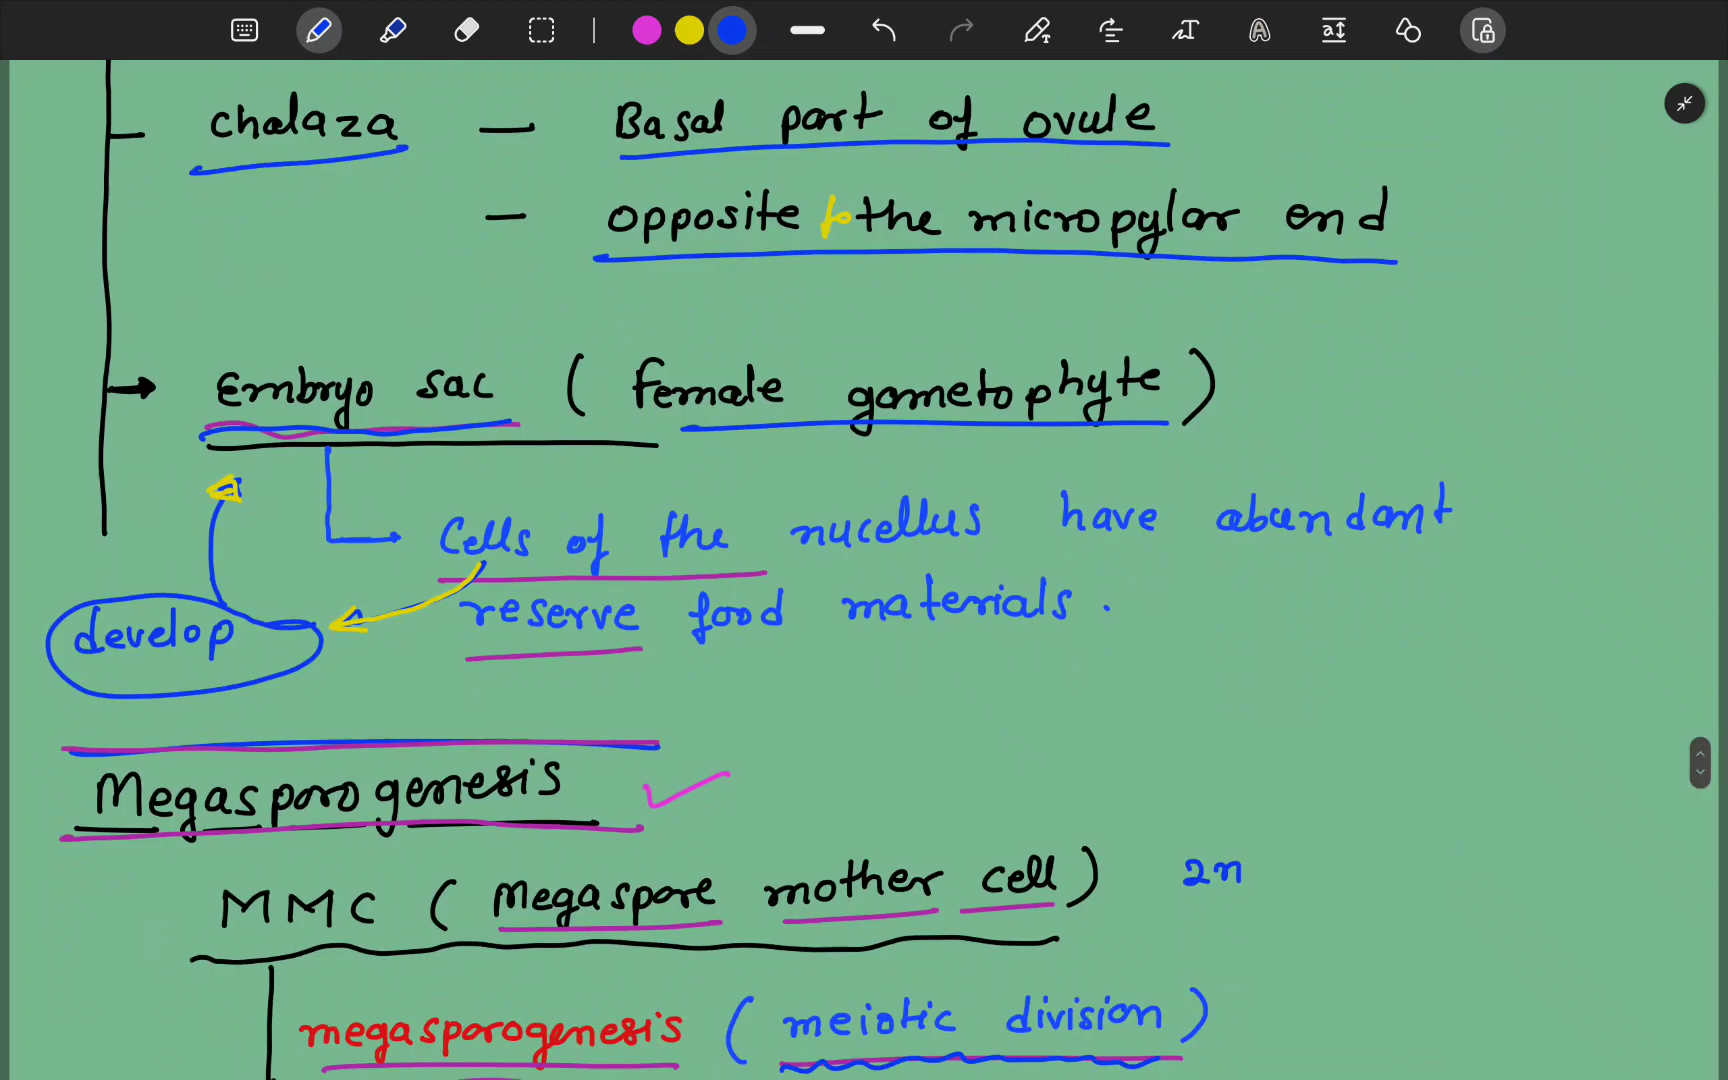 chalaza — Basal part of ovule
— opposite to the micropylar end
→ Embryo sac (female gametophyte)
Cells of the nucellus have abundant
develop reserve food materials.
Megasporogenesis ✓
MMC (Megaspore mother cell) 2n
megasporogenesis (meiotic division)